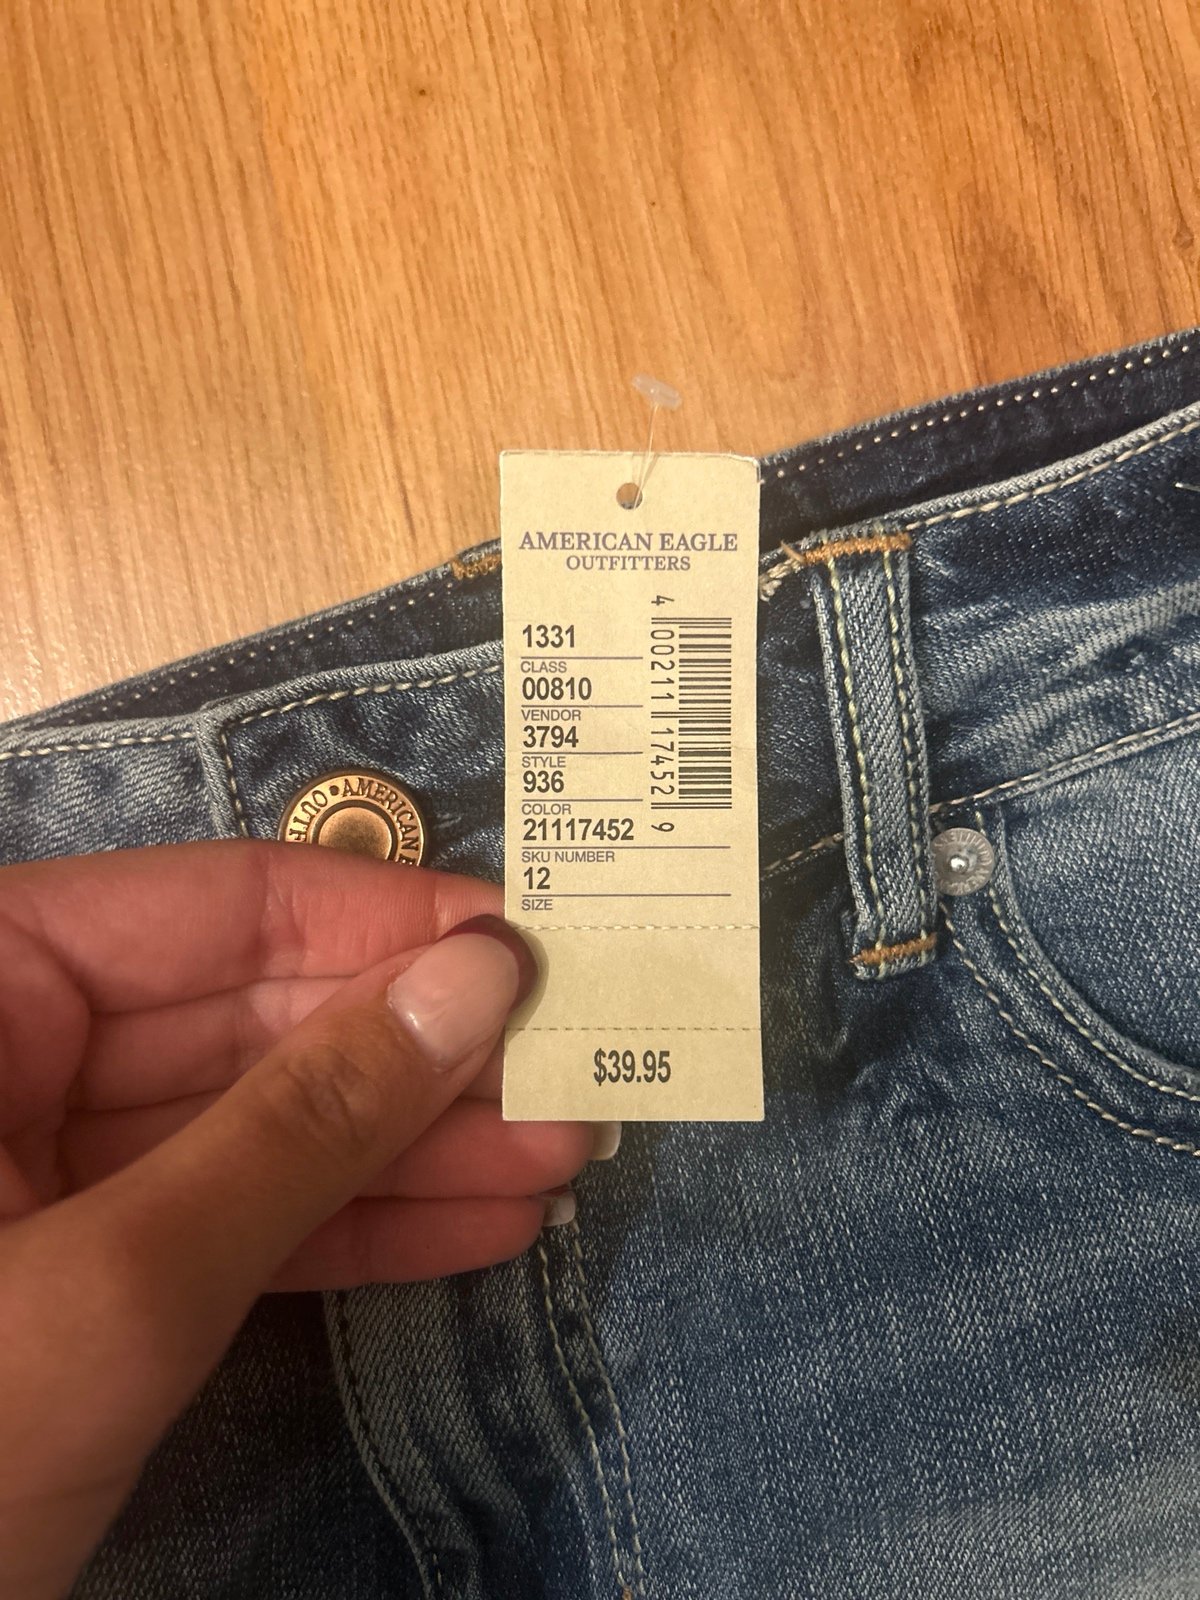 AMERICAN EAGLE
OUTFITTERS
1331
CLASS
00810
VENDOR
3794
STYLE
936
COLOR
21117452
SKU NUMBER
12
SIZE
4 00211 17452 9
$39.95
OUTF • AMERICAN E